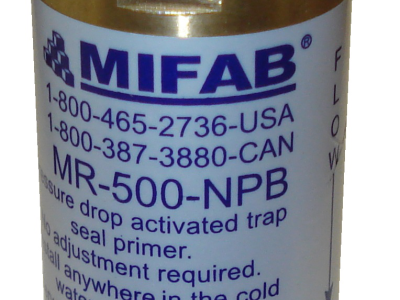 MIFAB®
1-800-465-2736-USA
1-800-387-3880-CAN
MR-500-NPB
drop activated trap
seal primer.
adjustment required.
anywhere in the cold
FLOW